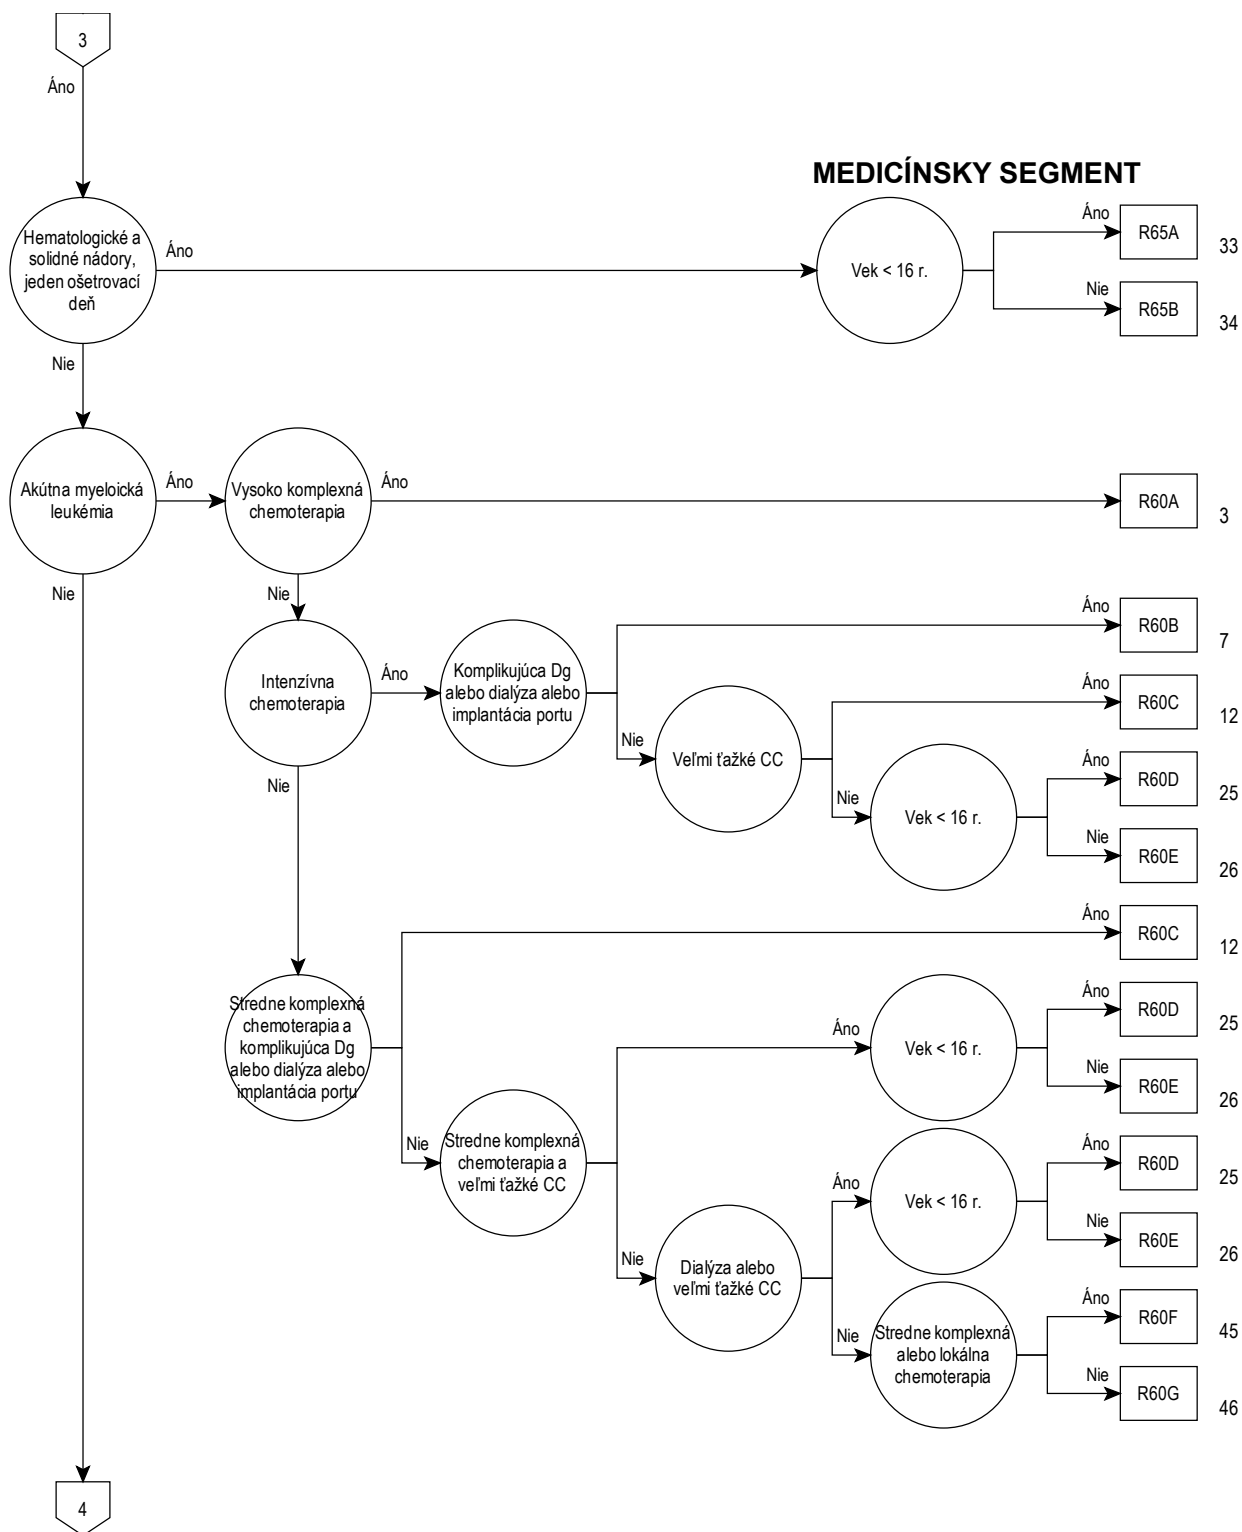 3
Áno
MEDICÍNSKY SEGMENT
Hematologické a
solidné nádory,
jeden ošetrovací
deň
Áno
Vek < 16 r.
Áno
R65A
33
Nie
R65B
34
Nie
Akútna myeloická
leukémia
Áno
Vysoko komplexná
chemoterapia
Áno
R60A
3
Nie
Nie
Intenzívna
chemoterapia
Áno
Komplikujúca Dg
alebo dialýza alebo
implantácia portu
Áno
R60B
7
Nie
Veľmi ťažké CC
Áno
R60C
12
Nie
Vek < 16 r.
Áno
R60D
25
Nie
R60E
26
Nie
Stredne komplexná
chemoterapia a
komplikujúca Dg
alebo dialýza alebo
implantácia portu
Áno
R60C
12
Nie
Stredne komplexná
chemoterapia a
veľmi ťažké CC
Áno
Vek < 16 r.
Áno
R60D
25
Nie
R60E
26
Nie
Dialýza alebo
veľmi ťažké CC
Áno
Vek < 16 r.
Áno
R60D
25
Nie
R60E
26
Nie
Stredne komplexná
alebo lokálna
chemoterapia
Áno
R60F
45
Nie
R60G
46
4